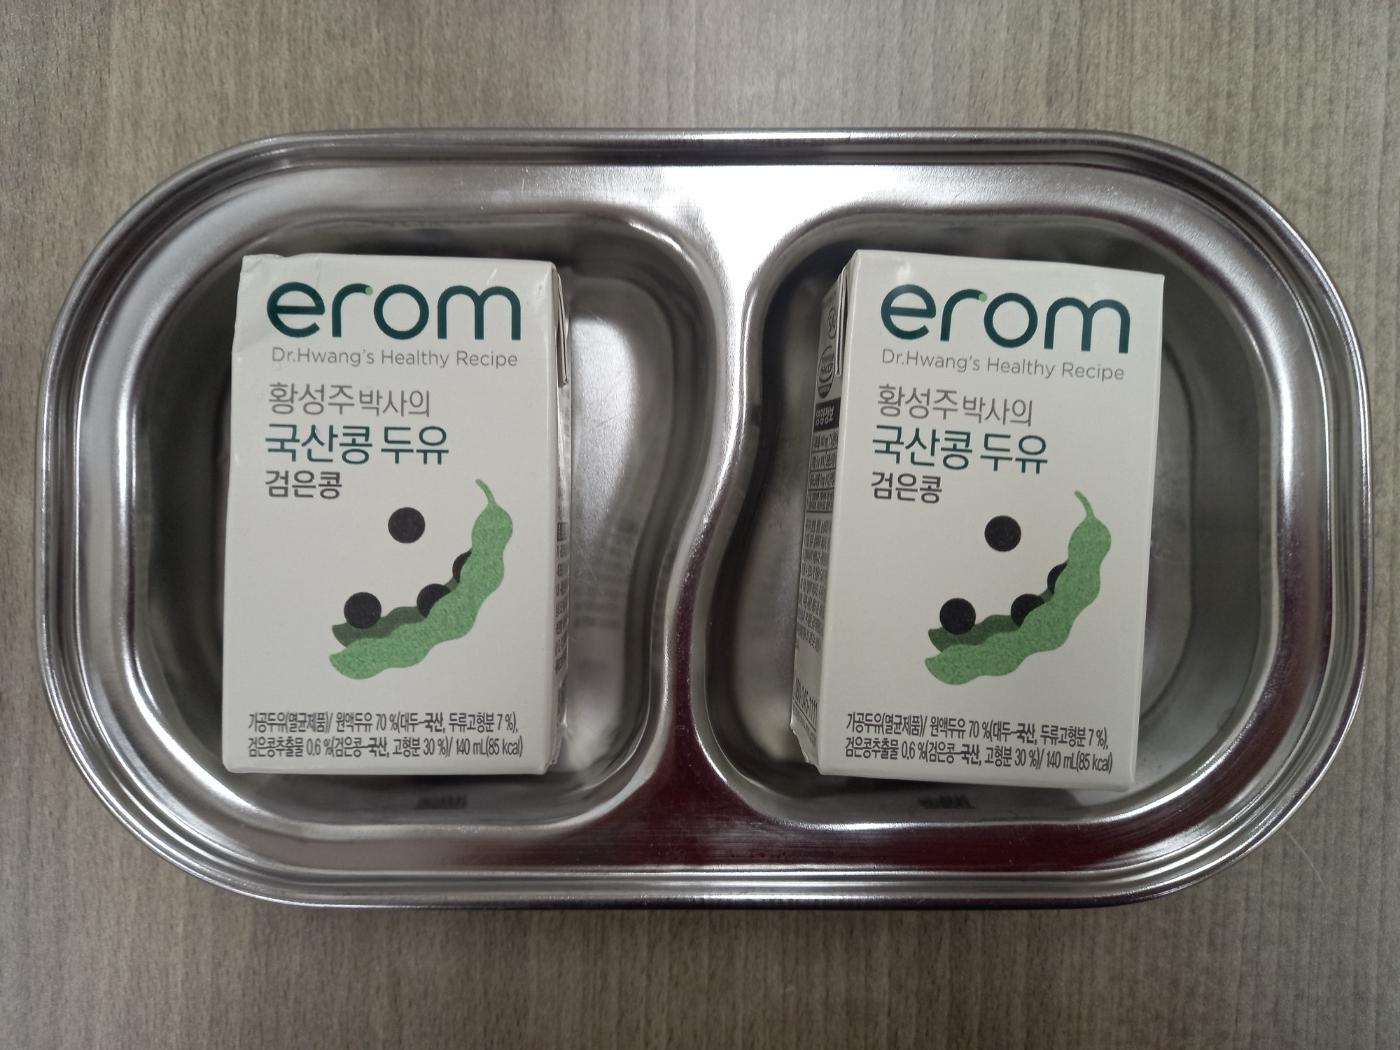 erom
Dr.Hwang's Healthy Recipe
황성주 박사의
국산콩 두유
검은콩
가공두유(멸균제품)/ 원액두유 70 %(대두-국산, 두류고형분 7 %),
검은콩추출물 0.6 %(검은콩-국산, 고형분 30 %)/ 140 mL(85 kcal)
erom
Dr.Hwang's Healthy Recipe
황성주 박사의
국산콩 두유
검은콩
가공두유(멸균제품)/ 원액두유 70 %(대두-국산, 두류고형분 7 %),
검은콩추출물 0.6 %(검은콩-국산, 고형분 30 %)/ 140 mL(85 kcal)
영양정보